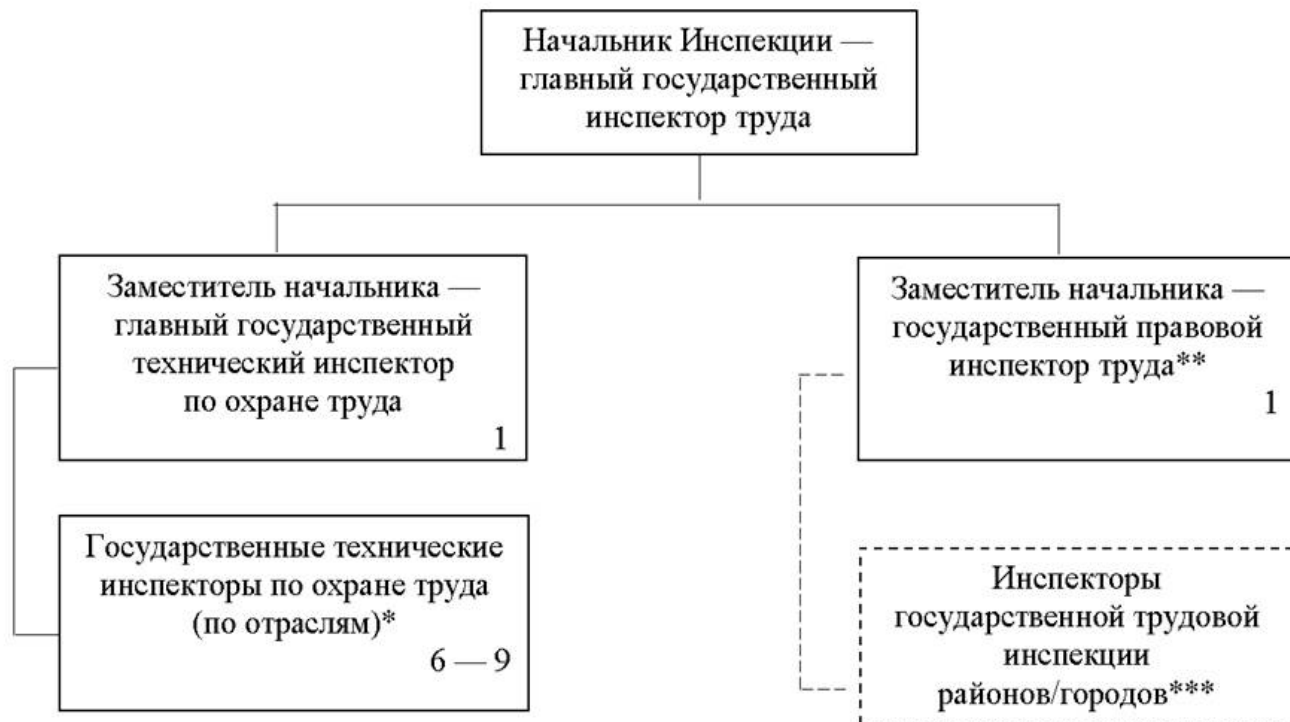 Начальник Инспекции —
главный государственный
инспектор труда
Заместитель начальника —
главный государственный
технический инспектор
по охране труда
1
Заместитель начальника —
государственный правовой
инспектор труда**
1
Государственные технические
инспекторы по охране труда
(по отраслям)*
6 — 9
Инспекторы
государственной трудовой
инспекции
районов/городов***